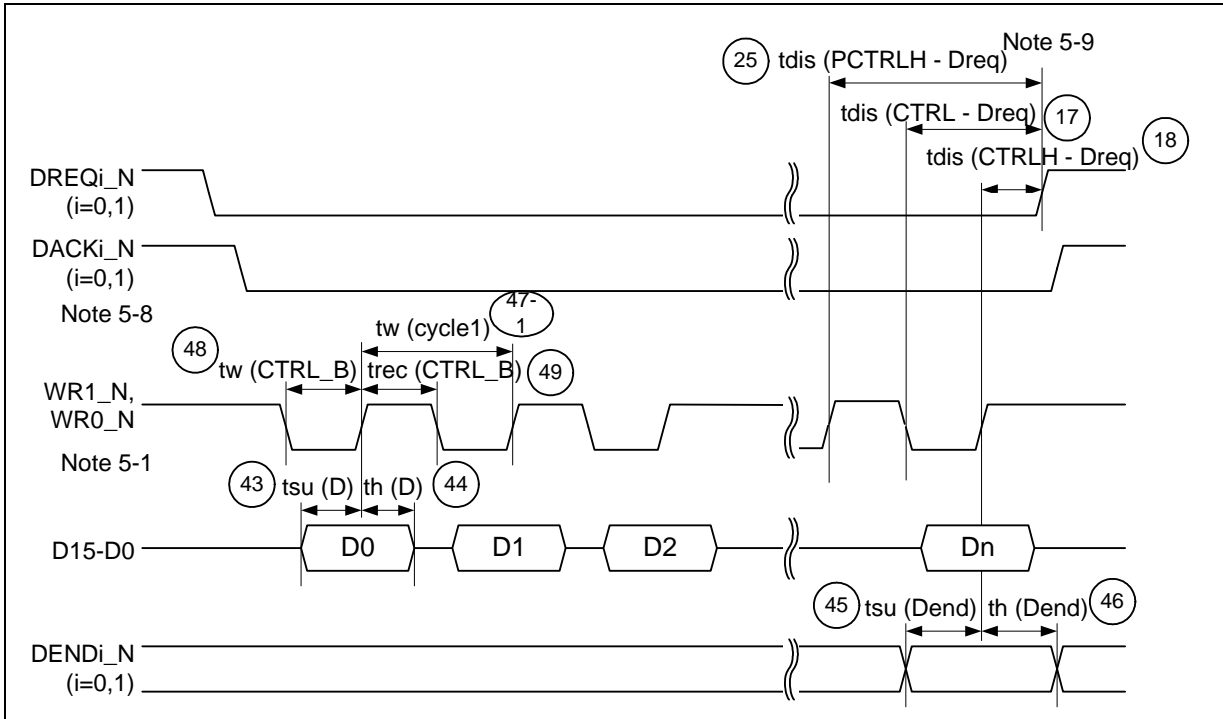 Note 5-9
25 tdis (PCTRLH - Dreq)
tdis (CTRL - Dreq) 17
tdis (CTRLH - Dreq) 18
DREQi_N
(i=0,1)
DACKi_N
(i=0,1)
Note 5-8
47-
1
tw (cycle1)
48 tw (CTRL_B) trec (CTRL_B) 49
WR1_N,
WR0_N
Note 5-1
43 tsu (D) th (D) 44
D15-D0 D0 D1 D2 Dn
45 tsu (Dend) th (Dend) 46
DENDi_N
(i=0,1)